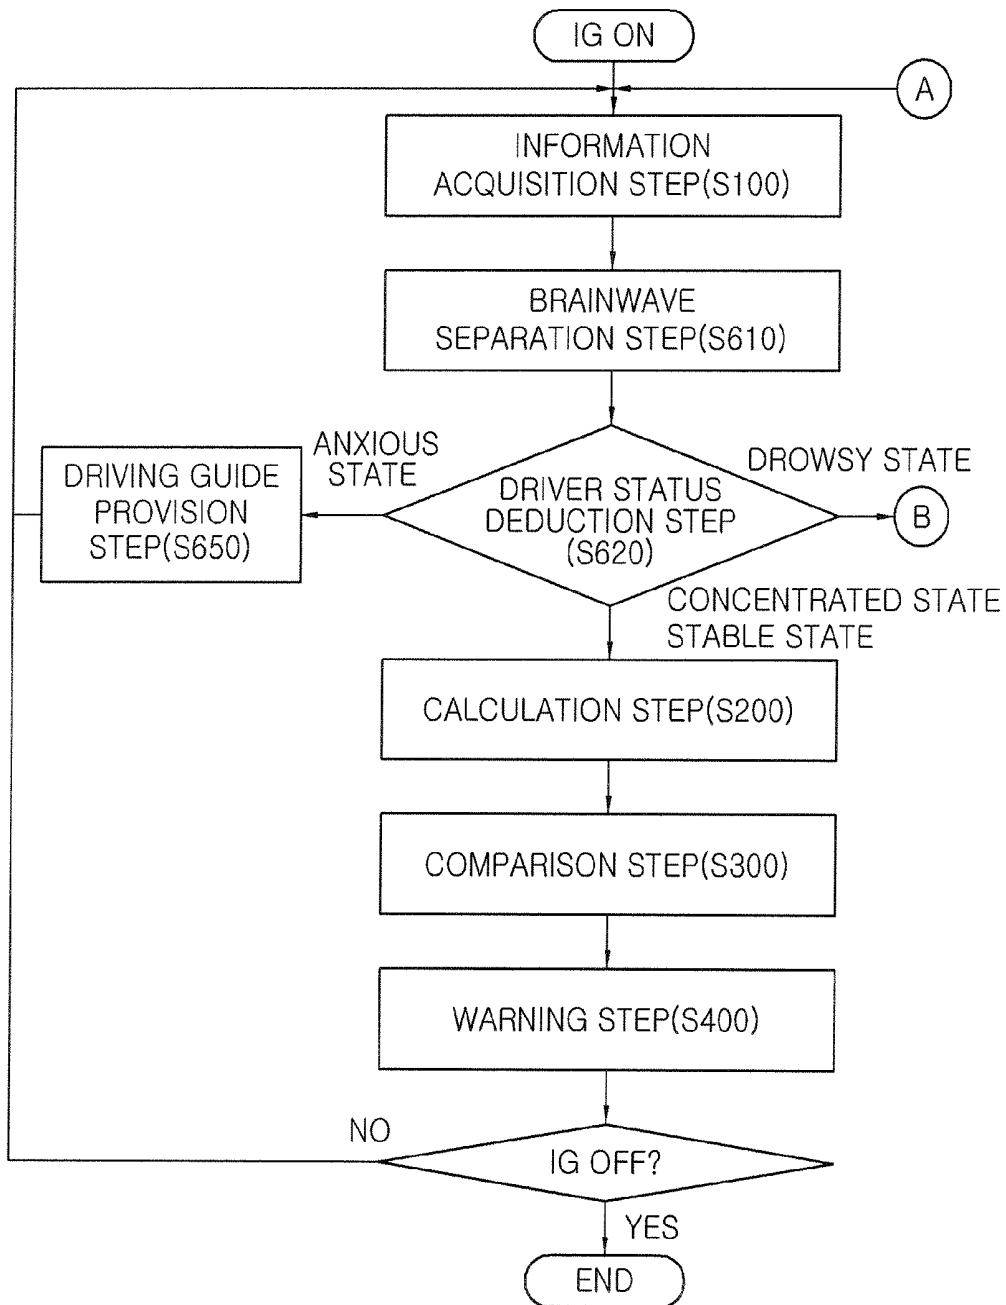 IG ON
A
INFORMATION
ACQUISITION STEP(S100)
BRAINWAVE
SEPARATION STEP(S610)
ANXIOUS
STATE
DROWSY STATE
DRIVING GUIDE
PROVISION
STEP(S650)
DRIVER STATUS
DEDUCTION STEP
(S620)
B
CONCENTRATED STATE
STABLE STATE
CALCULATION STEP(S200)
COMPARISON STEP(S300)
WARNING STEP(S400)
NO
IG OFF?
YES
END